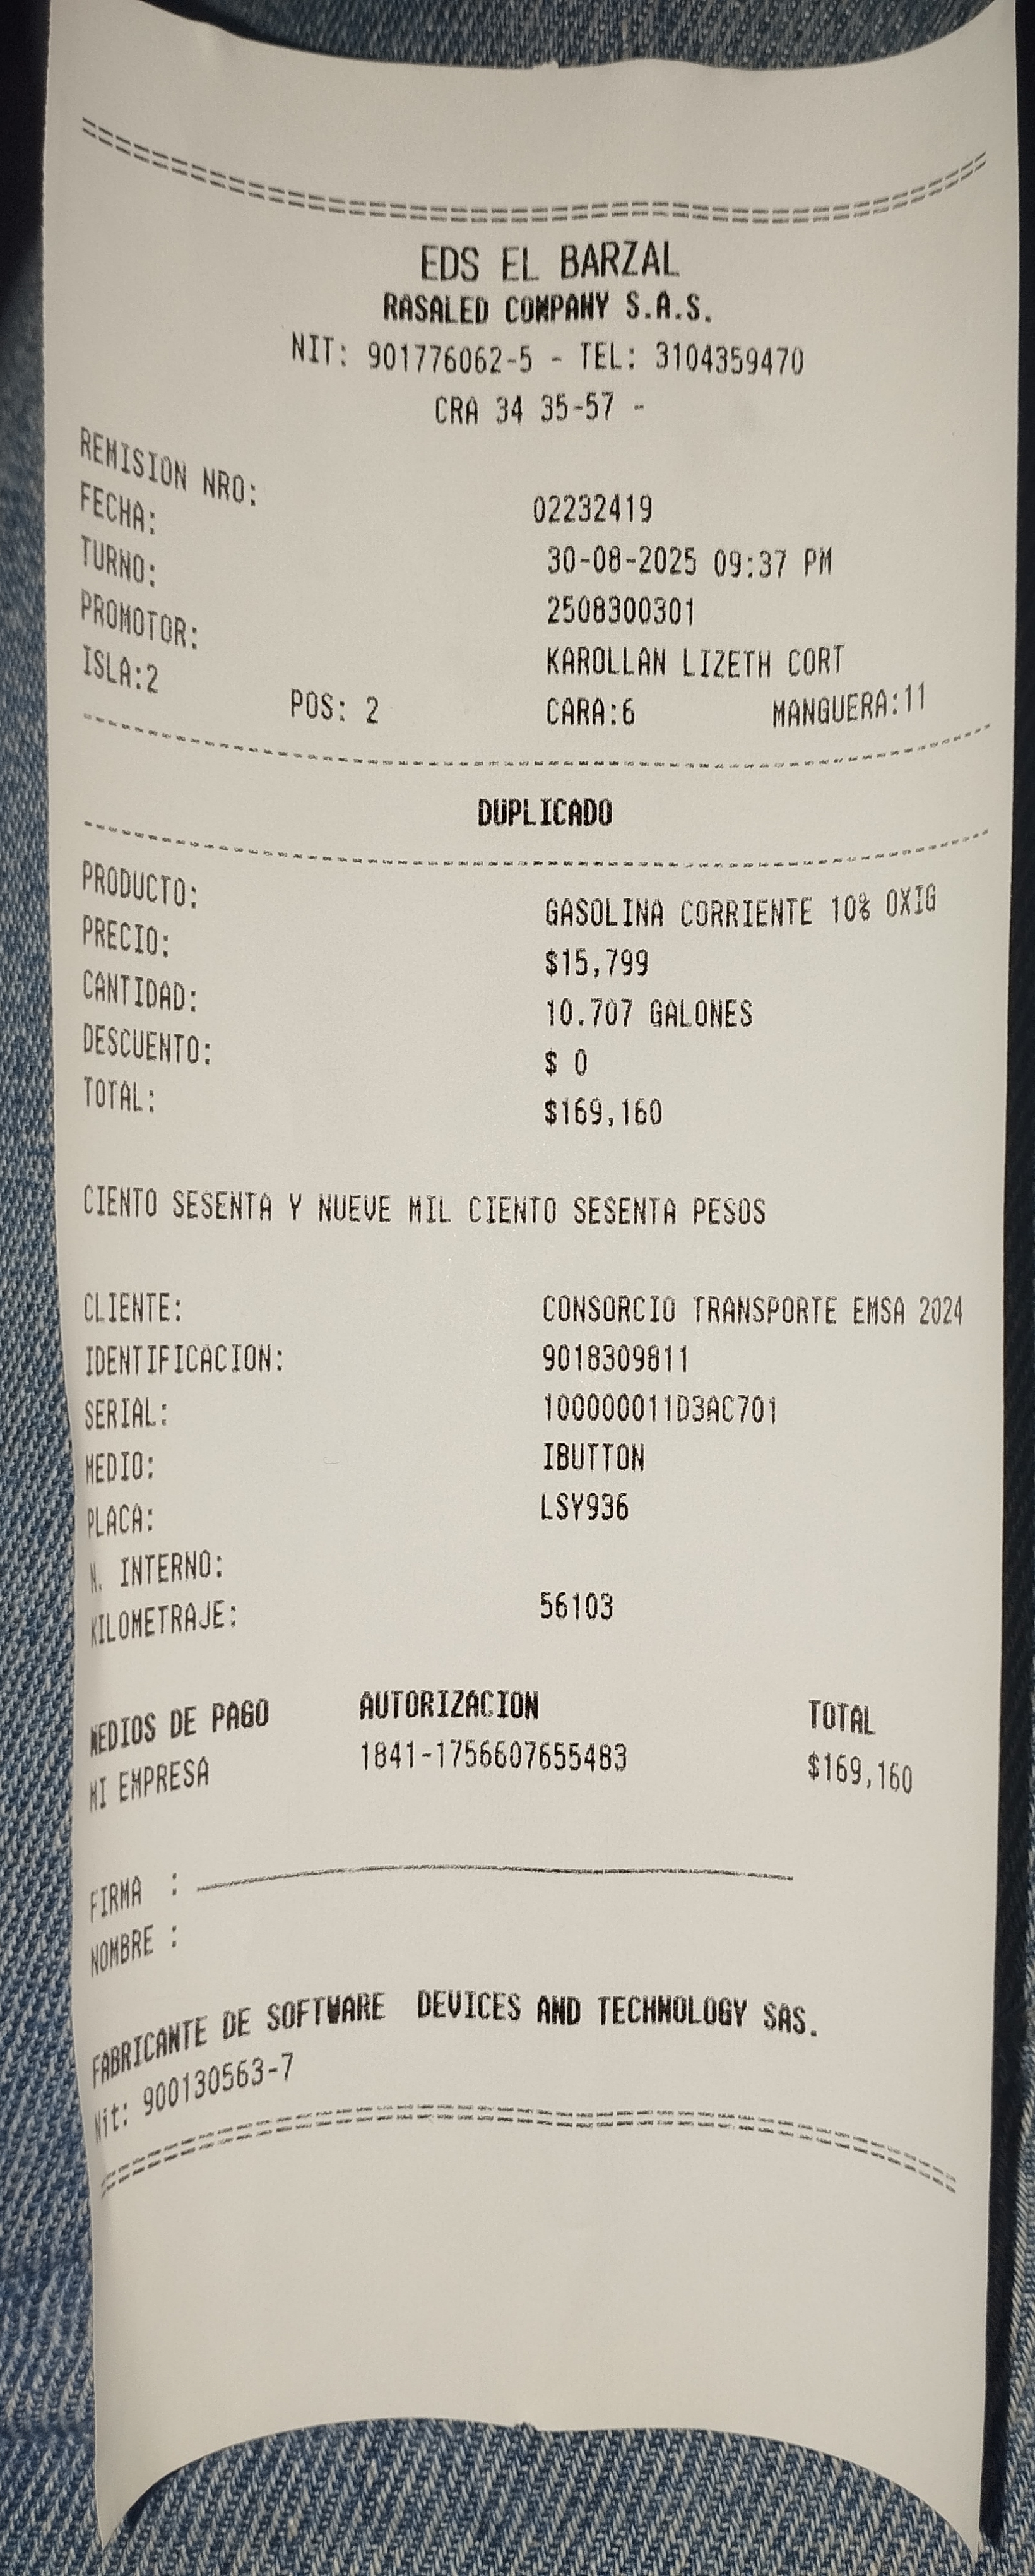 EDS EL BARZAL
RASALED COMPANY S.A.S.
NIT: 901776062-5 - TEL: 3104359470
CRA 34 35-57 -
REMISION NRO: 02232419
FECHA: 30-08-2025 09:37 PM
TURNO: 2508300301
PROMOTOR: KAROLLAN LIZETH CORT
ISLA:2 POS: 2 CARA:6 MANGUERA:11
DUPLICADO
PRODUCTO: GASOLINA CORRIENTE 10% OXIG
PRECIO: $15,799
CANTIDAD: 10.707 GALONES
DESCUENTO: $ 0
TOTAL: $169,160
CIENTO SESENTA Y NUEVE MIL CIENTO SESENTA PESOS
CLIENTE: CONSORCIO TRANSPORTE EMSA 2024
IDENTIFICACION: 9018309811
SERIAL: 100000011D3AC701
MEDIO: IBUTTON
PLACA: LSY936
N. INTERNO:
KILOMETRAJE: 56103
MEDIOS DE PAGO AUTORIZACION TOTAL
MI EMPRESA 1841-1756607655483 $169,160
FIRMA :
NOMBRE :
FABRICANTE DE SOFTWARE DEVICES AND TECHNOLOGY SAS.
Nit: 900130563-7